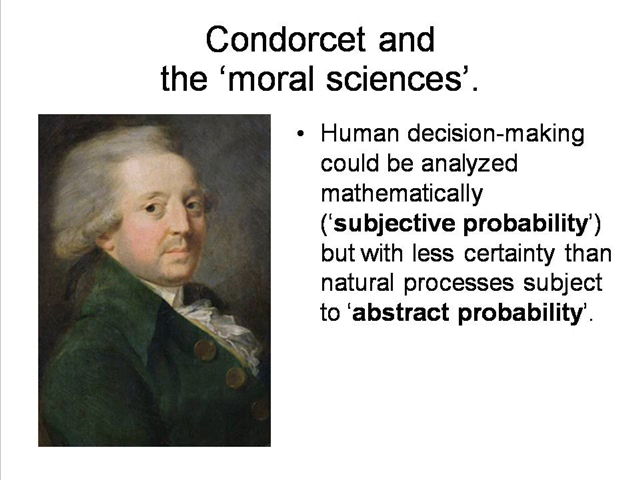 Condorcet and
the ‘moral sciences’.
• Human decision-making
could be analyzed
mathematically
(‘subjective probability’)
but with less certainty than
natural processes subject
to ‘abstract probability’.